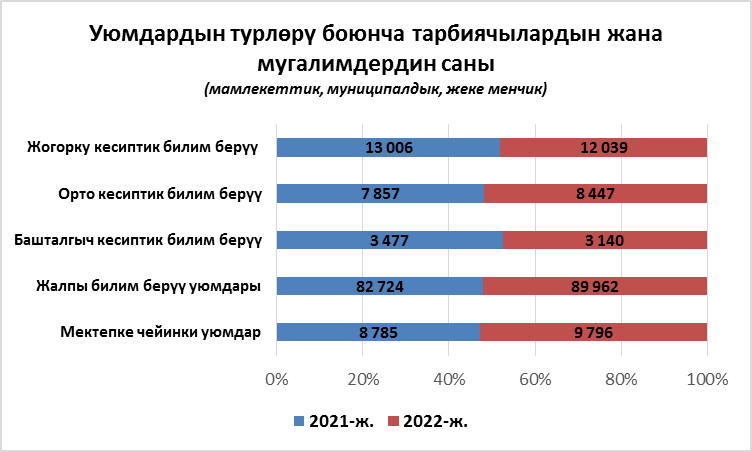 Уюмдардын турлөрү боюнча тарбиячылардын жана
мугалимдердин саны
(мамлекеттик, муниципалдык, жеке менчик)
Жогорку кесиптик билим берүү 13 006 12 039
Орто кесиптик билим берүү 7 857 8 447
Башталгыч кесиптик билим берүү 3 477 3 140
Жалпы билим берүү уюмдары 82 724 89 962
Мектепке чейинки уюмдар 8 785 9 796
0% 20% 40% 60% 80% 100%
2021-ж. 2022-ж.